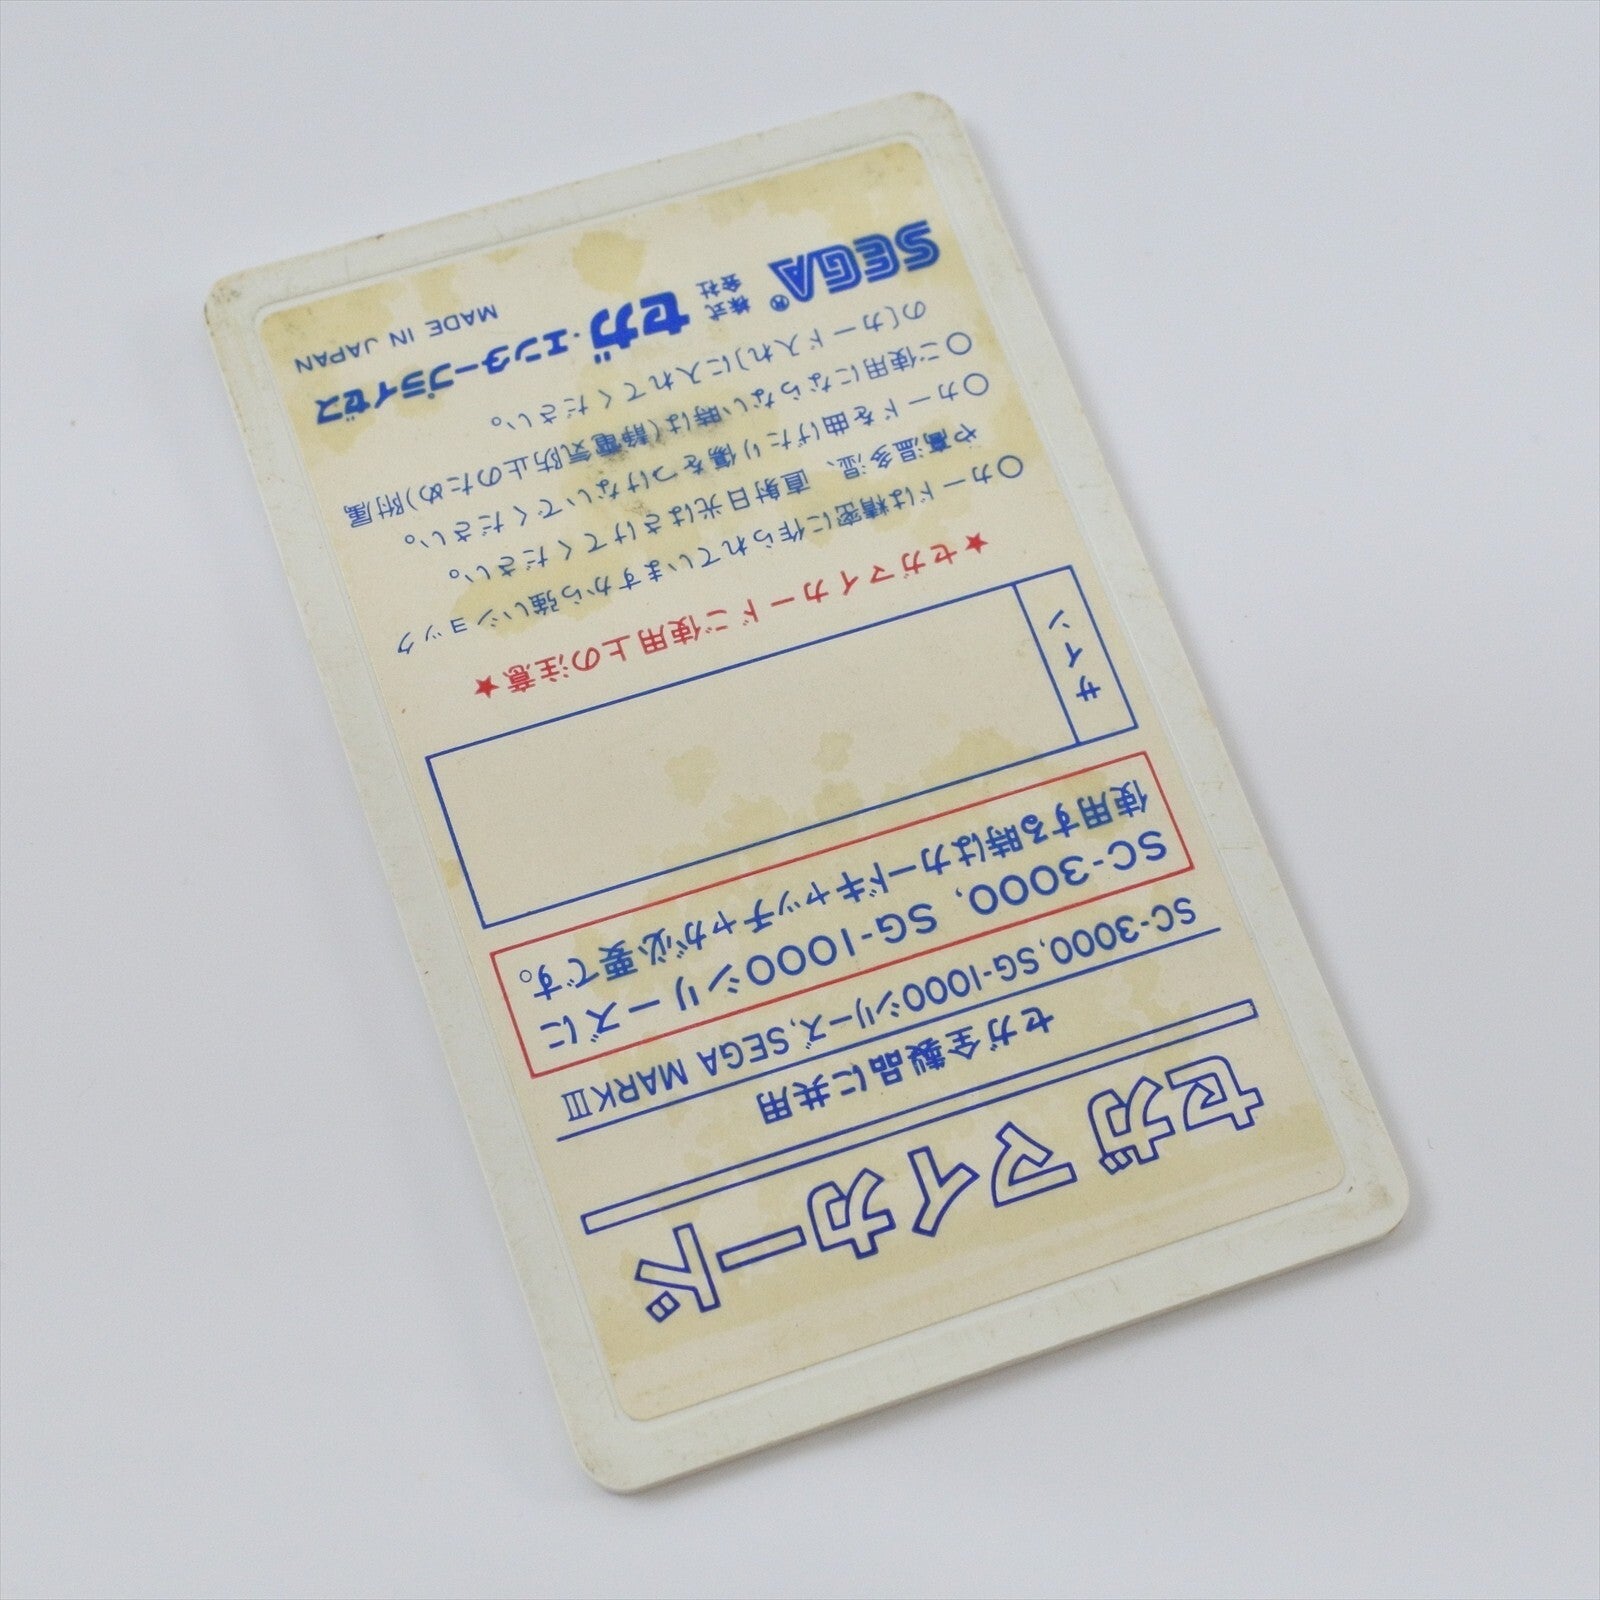 セガ マイカード
セガ全製品に共用
SC-3000,SG-1000シリーズ,SEGA MARKⅢ
SC-3000, SG-1000シリーズに
使用する時はカードキャッチャが必要です。
サイン
★セガマイカードご使用上の注意★
○カードは精密に作られていますから強いショック
や高温多湿、直射日光はさけてください。
○カードを曲げたり傷をつけないでください。
○ご使用にならない時は(静電気防止のため)附属
の(カード入れ)に入れてください。
SEGA® 株式会社 セガ・エンタープライゼス
MADE IN JAPAN